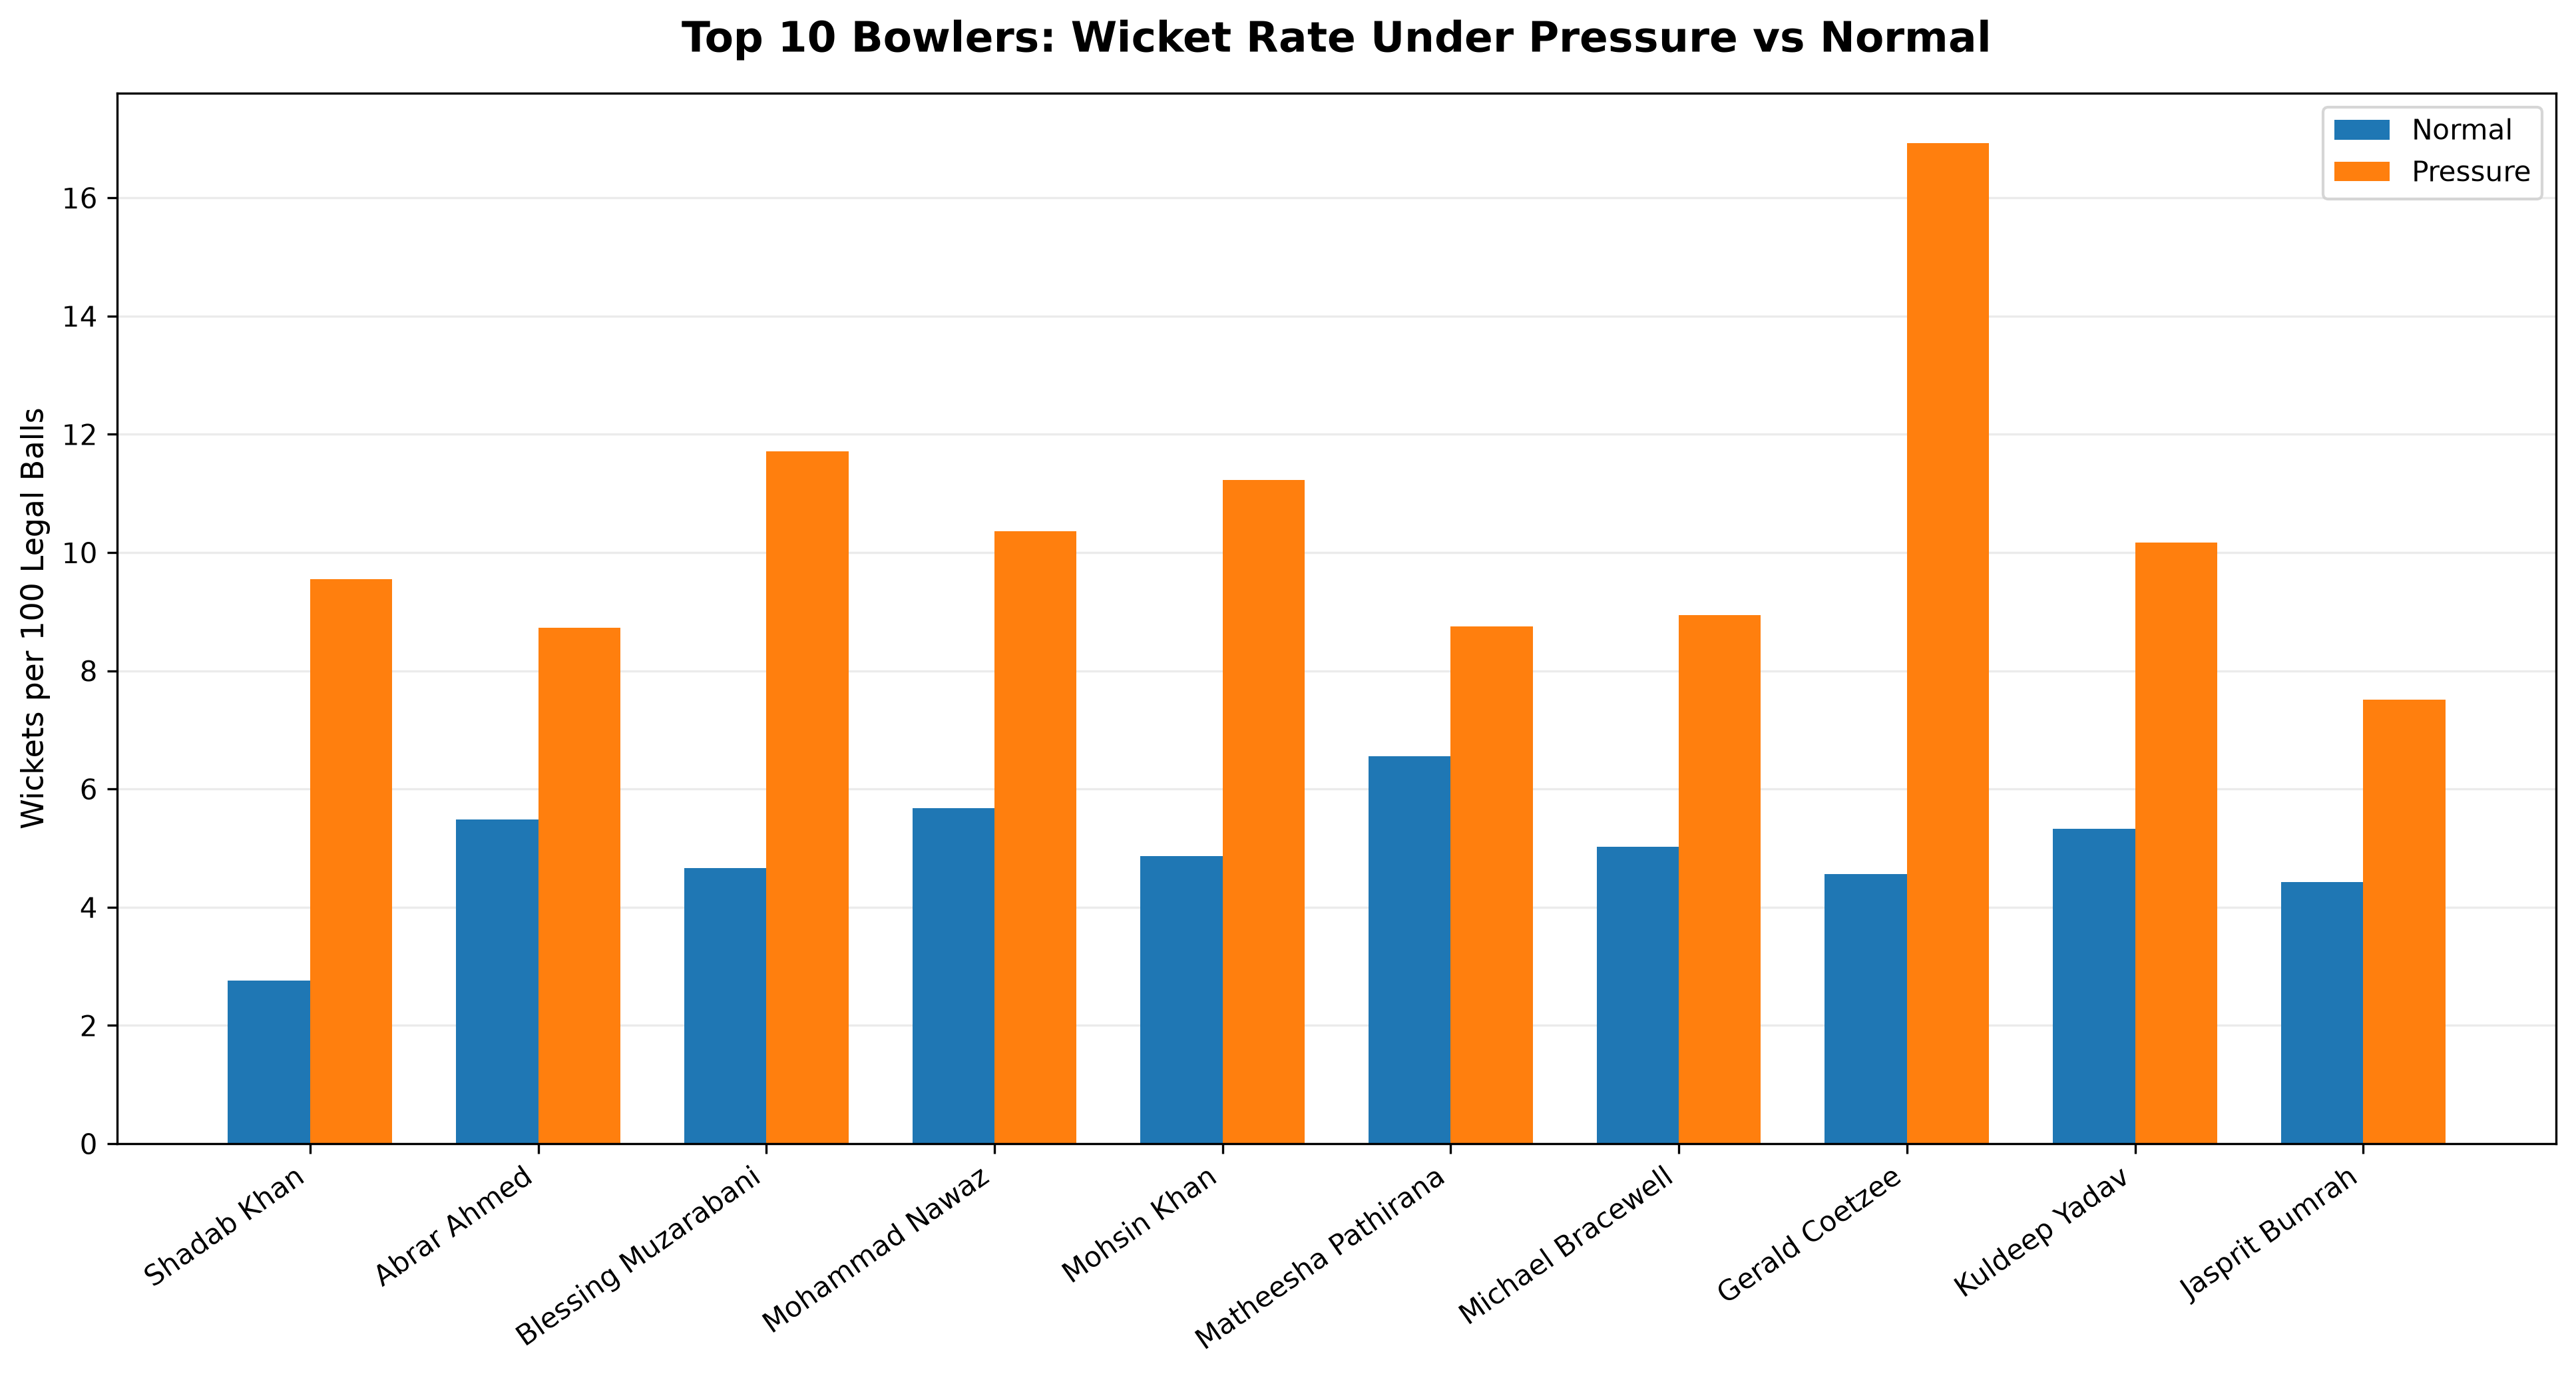 Top 10 Bowlers: Wicket Rate Under Pressure vs Normal
Normal
Pressure
Wickets per 100 Legal Balls
16
14
12
10
8
6
4
2
0
Shadab Khan
Abrar Ahmed
Blessing Muzarabani
Mohammad Nawaz
Mohsin Khan
Matheesha Pathirana
Michael Bracewell
Gerald Coetzee
Kuldeep Yadav
Jasprit Bumrah